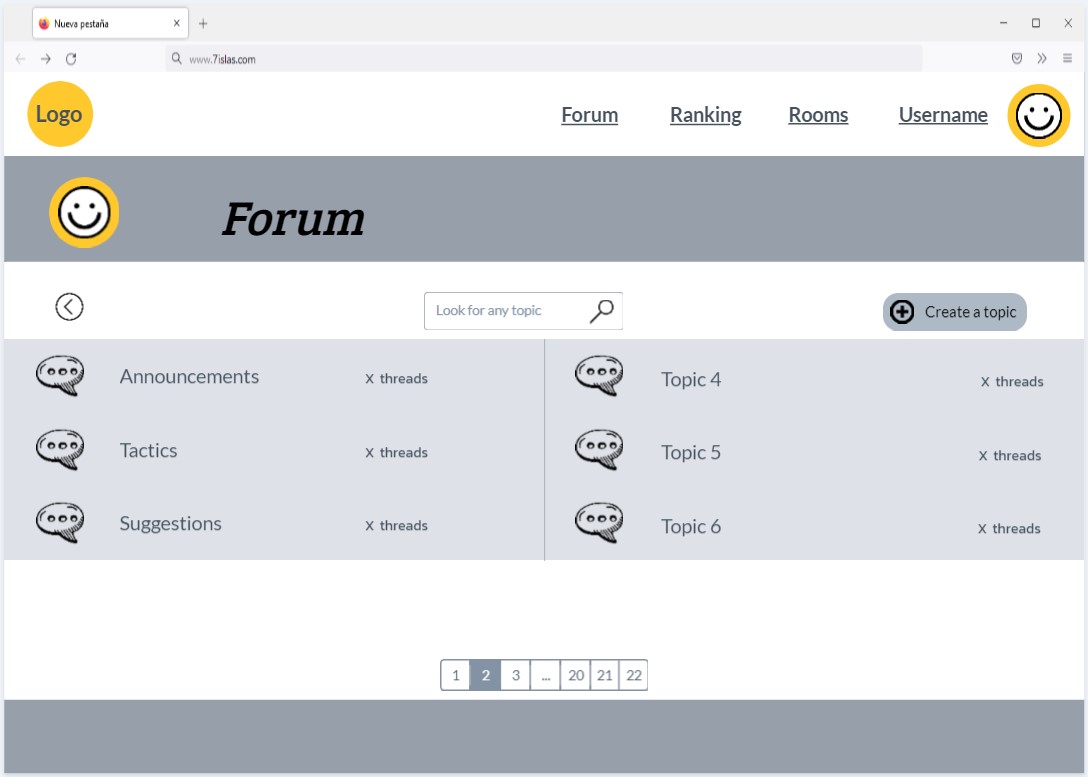 Nueva pestaña
www.7islas.com
Logo
Forum Ranking Rooms Username
Forum
Look for any topic
Create a topic
Announcements X threads
Topic 4 X threads
Tactics X threads
Topic 5 X threads
Suggestions X threads
Topic 6 X threads
1 2 3 ... 20 21 22